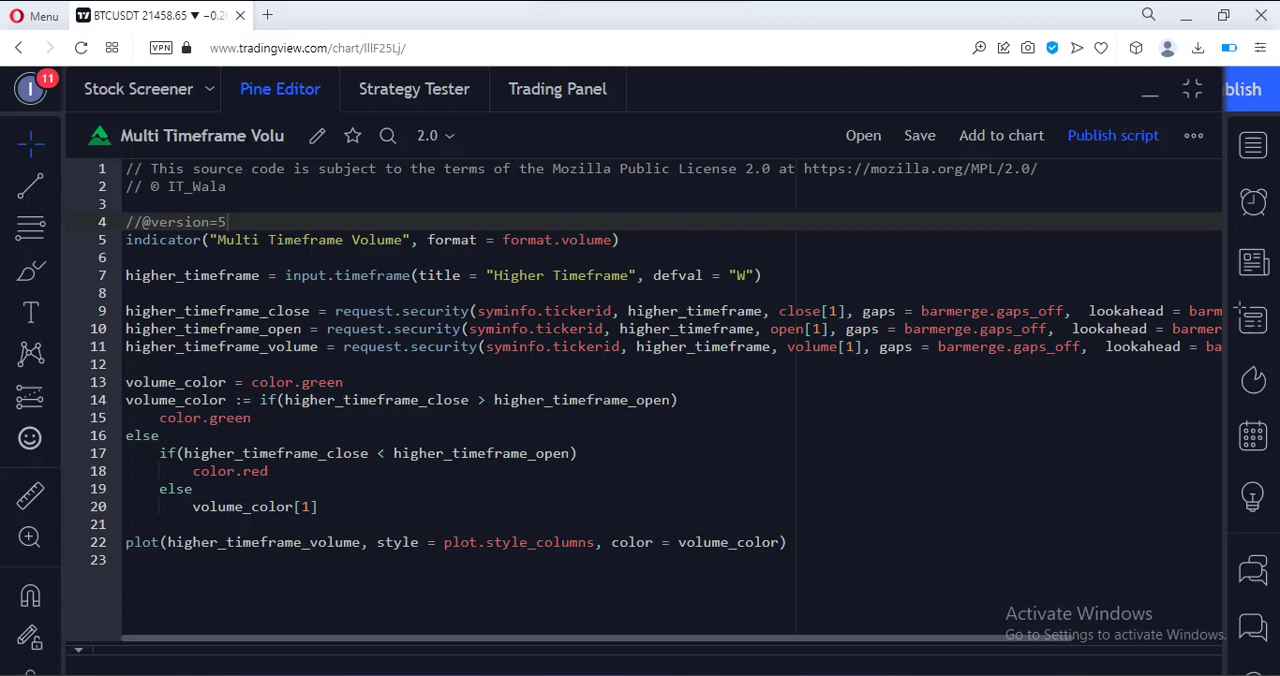 Menu
BTCUSDT 21458.65 ▼ −0.2
VPN
www.tradingview.com/chart/lllF25Lj/
11
I
Stock Screener
Pine Editor
Strategy Tester
Trading Panel
blish
Multi Timeframe Volu
2.0
Open
Save
Add to chart
Publish script
1 // This source code is subject to the terms of the Mozilla Public License 2.0 at https://mozilla.org/MPL/2.0/
2 // © IT_Wala
3
4 //@version=5
5 indicator("Multi Timeframe Volume", format = format.volume)
6
7 higher_timeframe = input.timeframe(title = "Higher Timeframe", defval = "W")
8
9 higher_timeframe_close = request.security(syminfo.tickerid, higher_timeframe, close[1], gaps = barmerge.gaps_off,  lookahead = barm
10 higher_timeframe_open = request.security(syminfo.tickerid, higher_timeframe, open[1], gaps = barmerge.gaps_off,  lookahead = barmer
11 higher_timeframe_volume = request.security(syminfo.tickerid, higher_timeframe, volume[1], gaps = barmerge.gaps_off,  lookahead = ba
12
13 volume_color = color.green
14 volume_color := if(higher_timeframe_close > higher_timeframe_open)
15     color.green
16 else
17     if(higher_timeframe_close < higher_timeframe_open)
18         color.red
19     else
20         volume_color[1]
21
22 plot(higher_timeframe_volume, style = plot.style_columns, color = volume_color)
23
Activate Windows
Go to Settings to activate Windows.